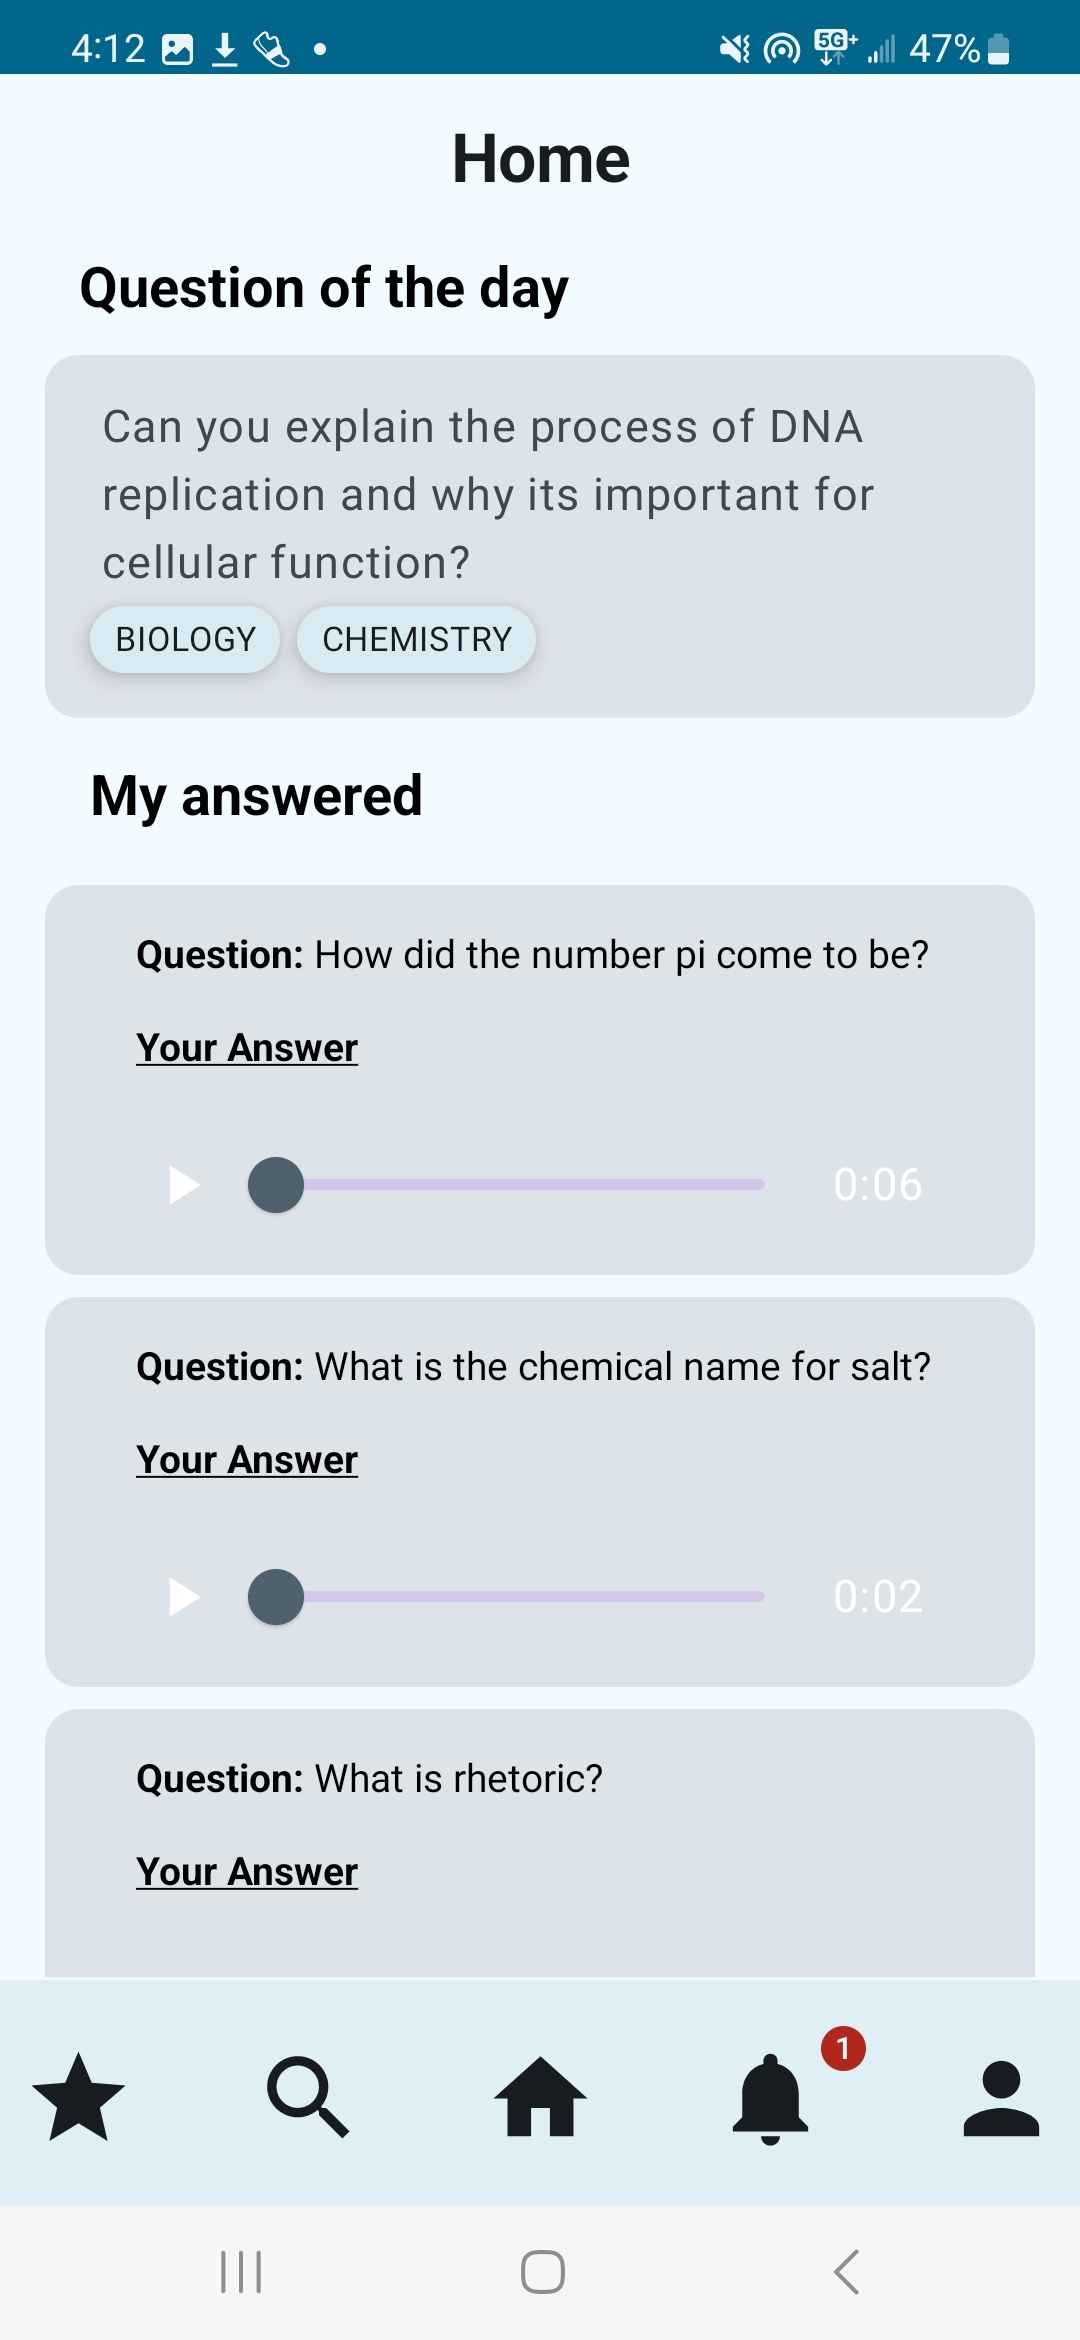 4:12 5G+ 47%
Home
Question of the day
Can you explain the process of DNA
replication and why its important for
cellular function?
BIOLOGY CHEMISTRY
My answered
Question: How did the number pi come to be?
Your Answer
0:06
Question: What is the chemical name for salt?
Your Answer
0:02
Question: What is rhetoric?
Your Answer
1